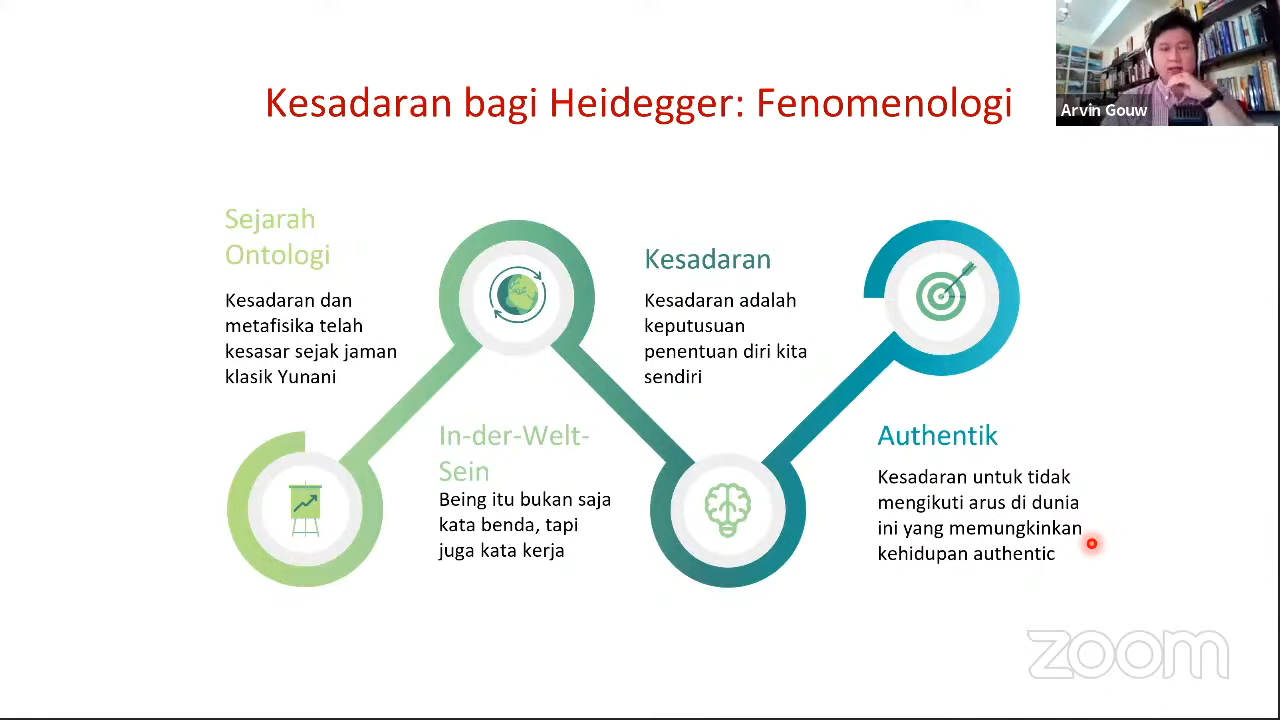 Kesadaran bagi Heidegger: Fenomenologi
Arvin Gouw
Sejarah
Ontologi
Kesadaran dan
metafisika telah
kesasar sejak jaman
klasik Yunani
In-der-Welt-
Sein
Being itu bukan saja
kata benda, tapi
juga kata kerja
Kesadaran
Kesadaran adalah
keputusuan
penentuan diri kita
sendiri
Authentik
Kesadaran untuk tidak
mengikuti arus di dunia
ini yang memungkinkan
kehidupan authentic
zoom